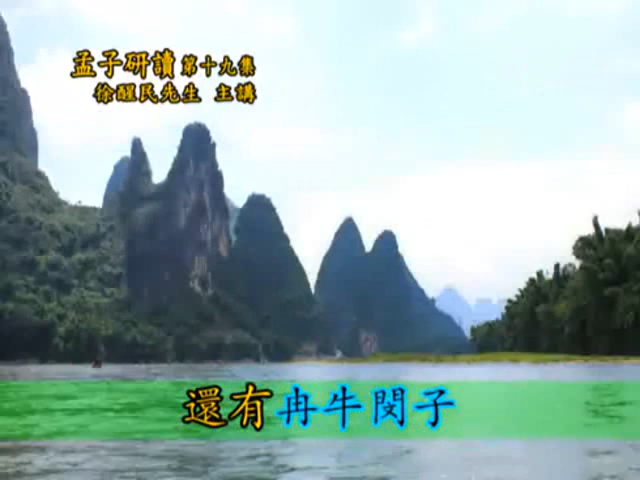 孟子研讀 第十九集
徐醒民先生 主講
還有冉牛閔子